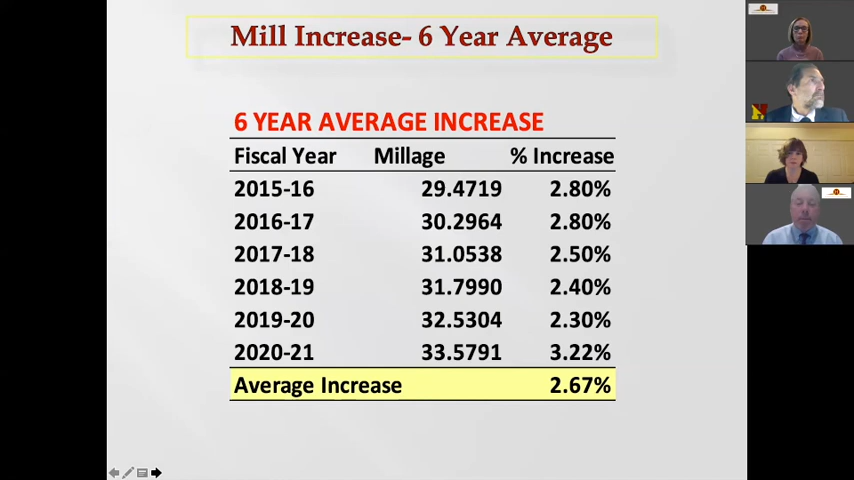 Mill Increase- 6 Year Average
6 YEAR AVERAGE INCREASE
Fiscal Year Millage % Increase
2015-16 29.4719 2.80%
2016-17 30.2964 2.80%
2017-18 31.0538 2.50%
2018-19 31.7990 2.40%
2019-20 32.5304 2.30%
2020-21 33.5791 3.22%
Average Increase 2.67%